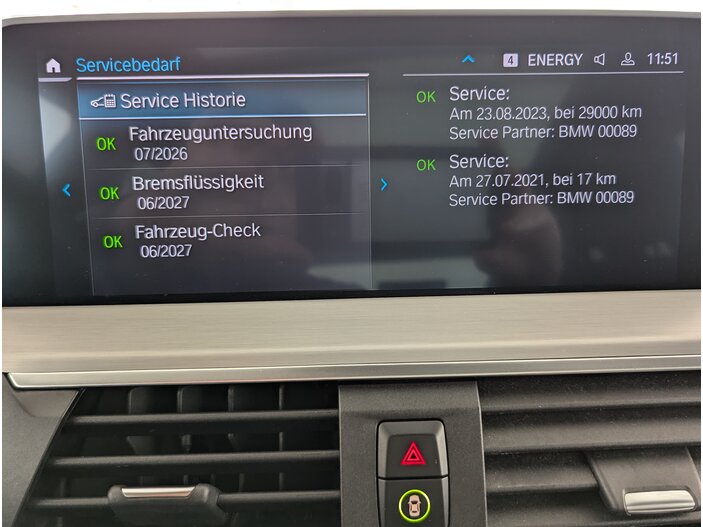 Servicebedarf
4 ENERGY 11:51
Service Historie
OK Fahrzeuguntersuchung
07/2026
OK Bremsflüssigkeit
06/2027
OK Fahrzeug-Check
06/2027
OK Service:
Am 23.08.2023, bei 29000 km
Service Partner: BMW 00089
OK Service:
Am 27.07.2021, bei 17 km
Service Partner: BMW 00089